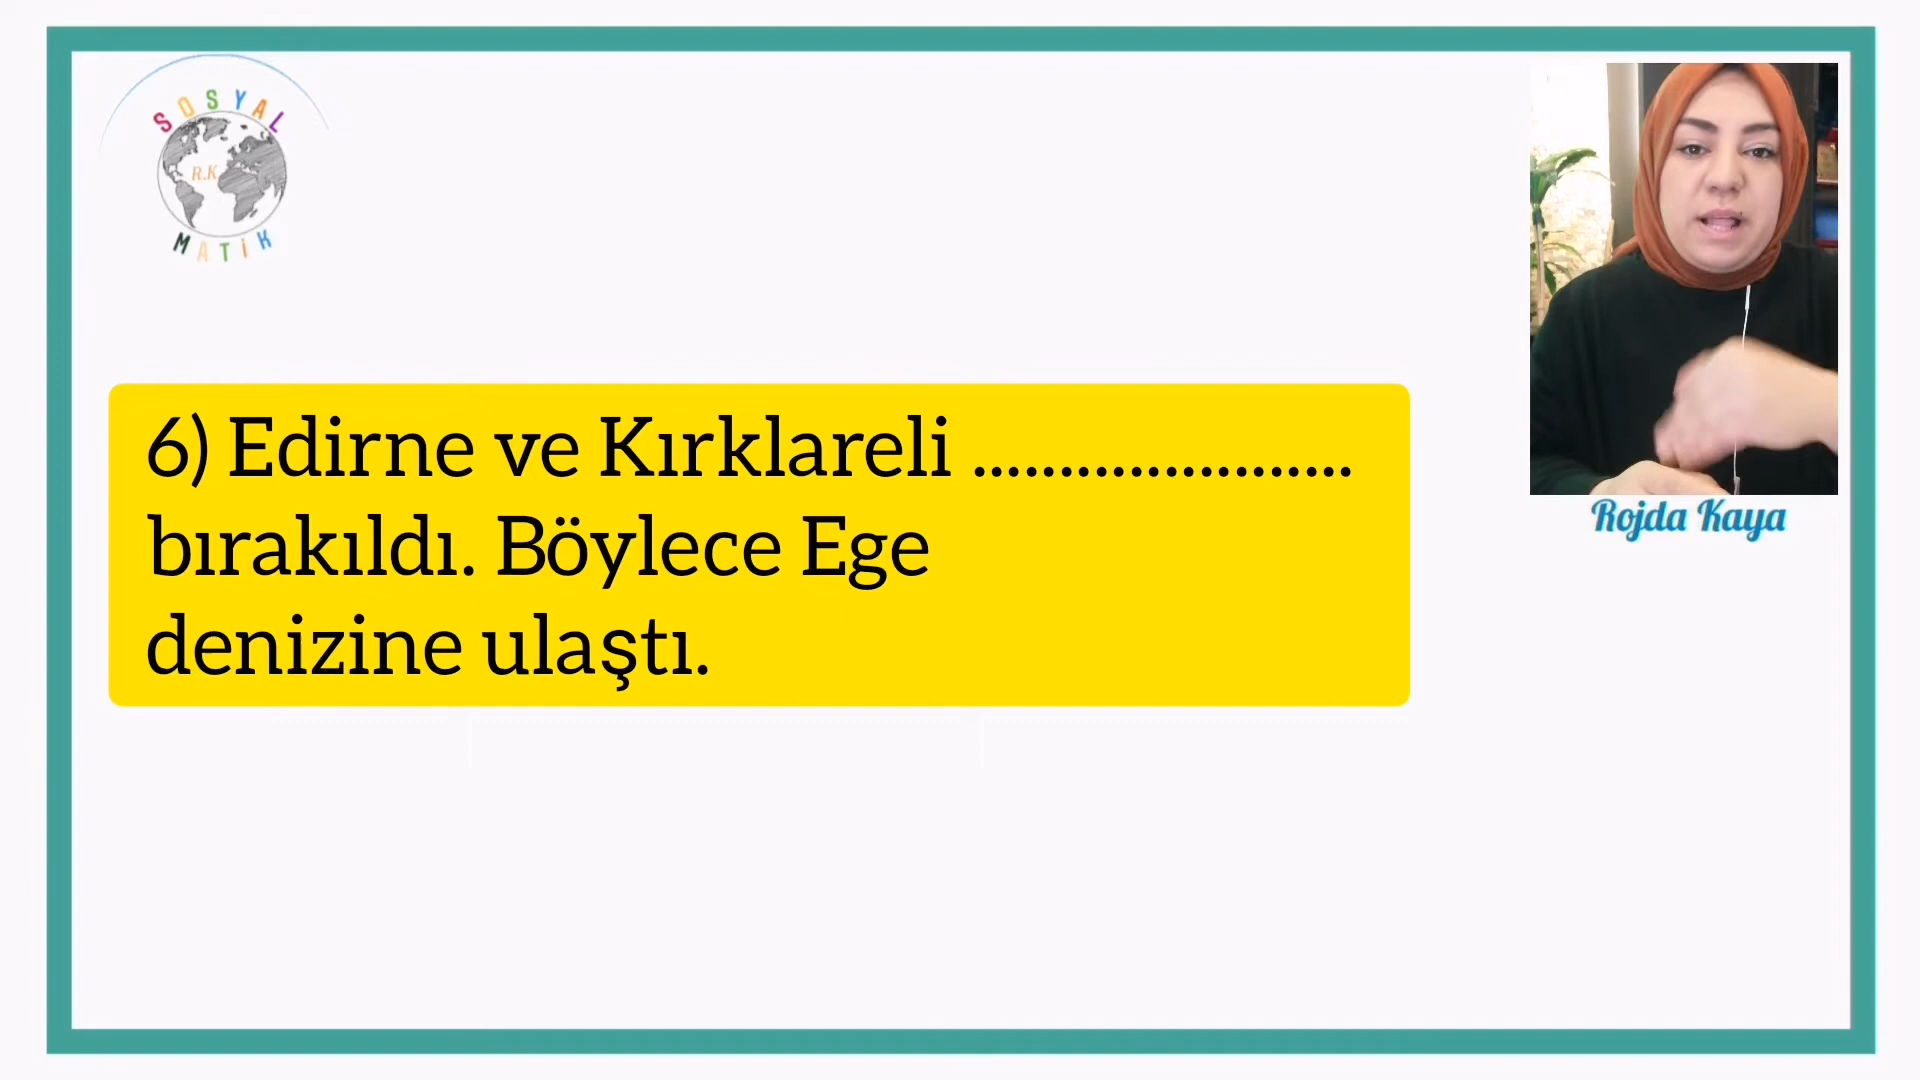 SOSYAL
R.K
MATİK
6) Edirne ve Kırklareli ......................
bırakıldı. Böylece Ege
denizine ulaştı.
Rojda Kaya